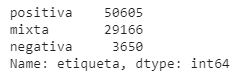 positiva    50605
mixta       29166
negativa     3650
Name: etiqueta, dtype: int64